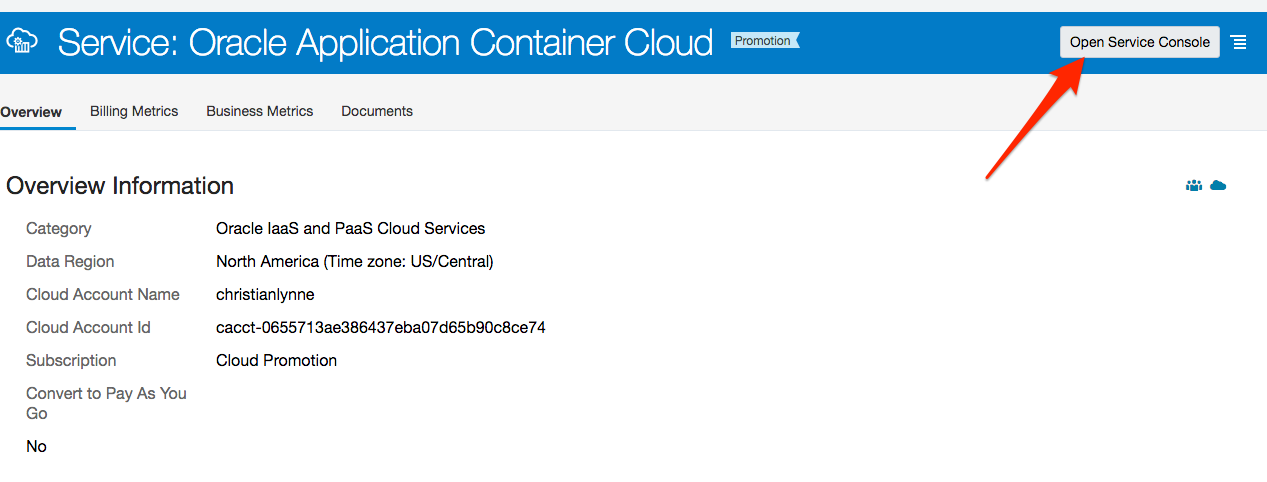 Service: Oracle Application Container Cloud
Promotion
Open Service Console
Overview
Billing Metrics
Business Metrics
Documents
Overview Information
Category
Oracle IaaS and PaaS Cloud Services
Data Region
North America (Time zone: US/Central)
Cloud Account Name
christianlynne
Cloud Account Id
cacct-0655713ae386437eba07d65b90c8ce74
Subscription
Cloud Promotion
Convert to Pay As You
Go
No